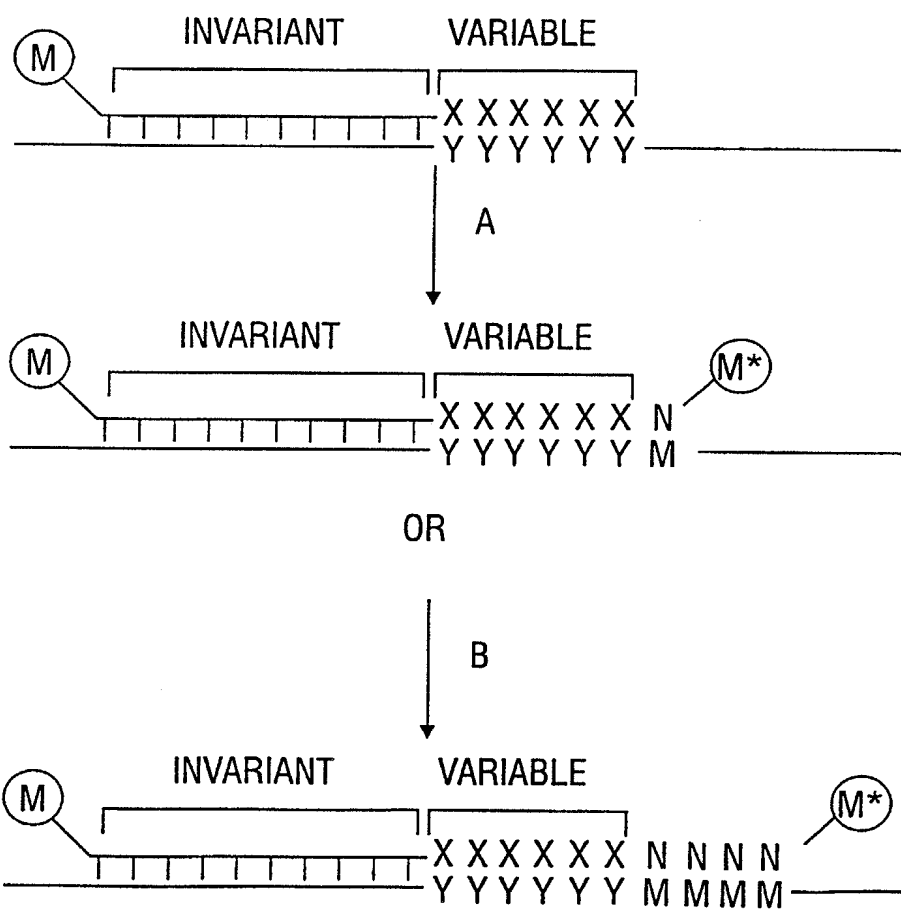 INVARIANT VARIABLE
M
X X X X X X
Y Y Y Y Y Y
A
INVARIANT VARIABLE
M M*
X X X X X X N
Y Y Y Y Y Y M
OR
B
INVARIANT VARIABLE
M M*
X X X X X X N N N N
Y Y Y Y Y Y M M M M